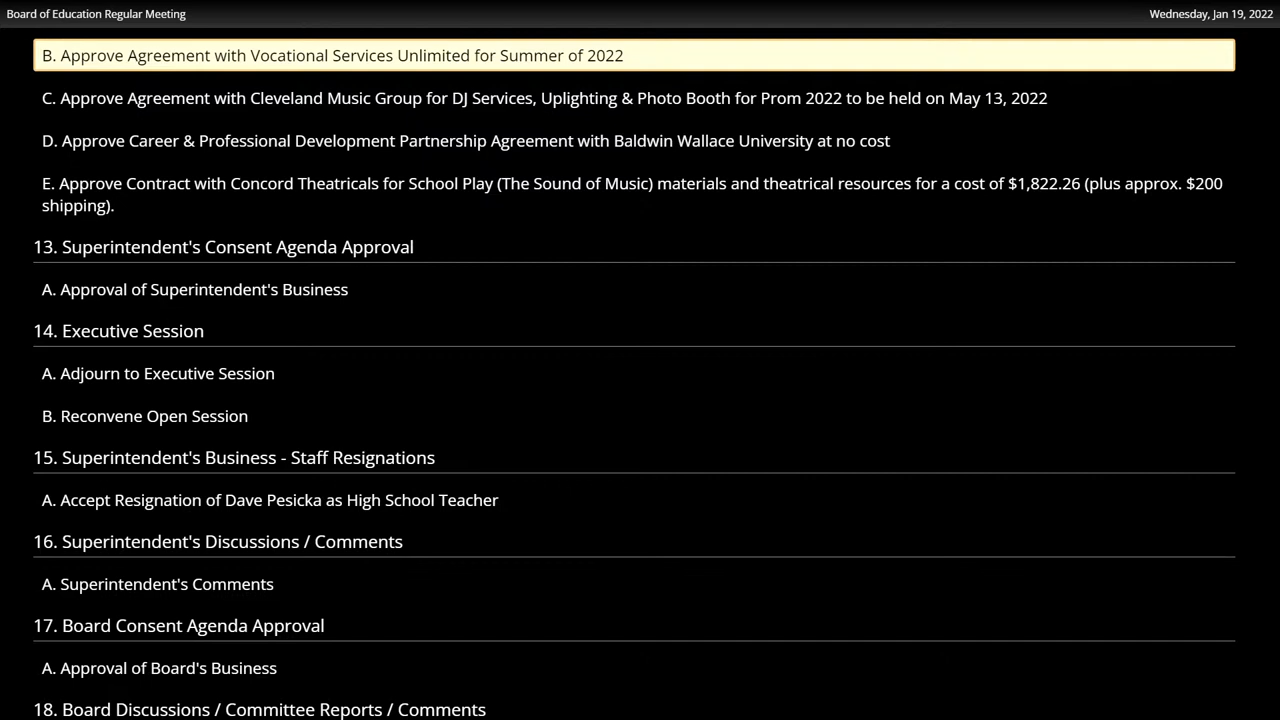 Board of Education Regular Meeting
Wednesday, Jan 19, 2022
B. Approve Agreement with Vocational Services Unlimited for Summer of 2022
C. Approve Agreement with Cleveland Music Group for DJ Services, Uplighting & Photo Booth for Prom 2022 to be held on May 13, 2022
D. Approve Career & Professional Development Partnership Agreement with Baldwin Wallace University at no cost
E. Approve Contract with Concord Theatricals for School Play (The Sound of Music) materials and theatrical resources for a cost of $1,822.26 (plus approx. $200
shipping).
13. Superintendent's Consent Agenda Approval
A. Approval of Superintendent's Business
14. Executive Session
A. Adjourn to Executive Session
B. Reconvene Open Session
15. Superintendent's Business - Staff Resignations
A. Accept Resignation of Dave Pesicka as High School Teacher
16. Superintendent's Discussions / Comments
A. Superintendent's Comments
17. Board Consent Agenda Approval
A. Approval of Board's Business
18. Board Discussions / Committee Reports / Comments